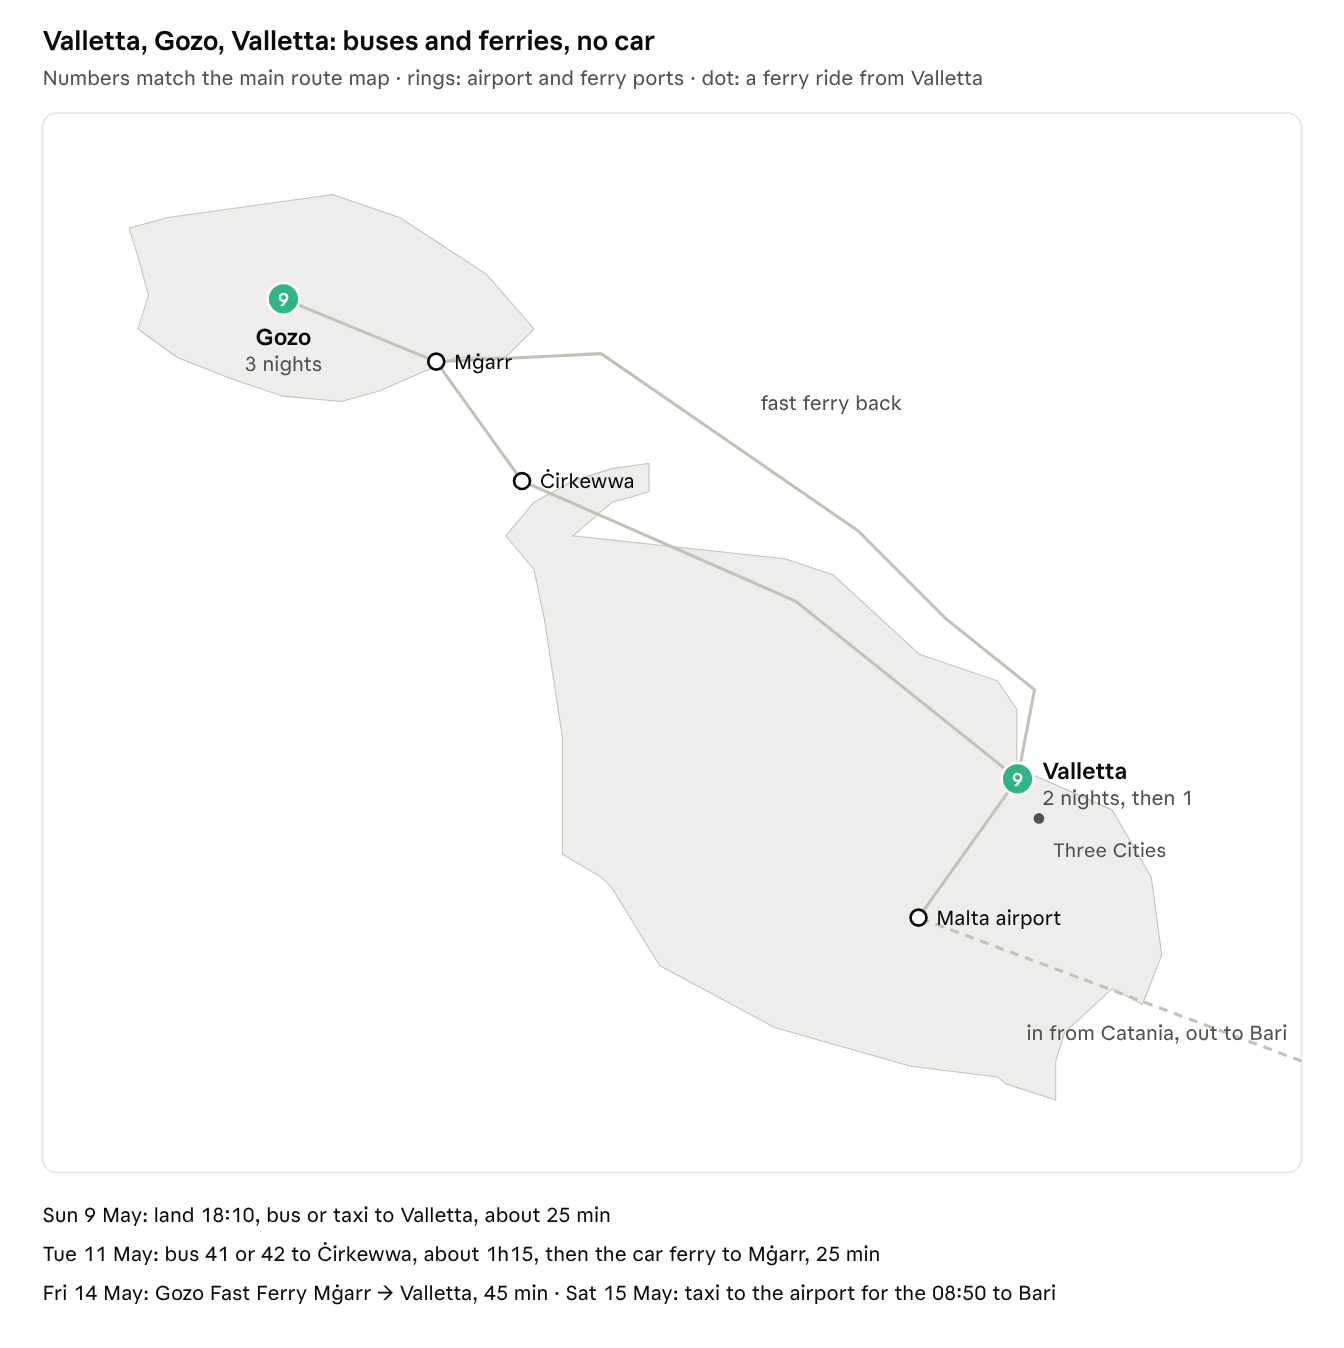 Valletta, Gozo, Valletta: buses and ferries, no car
Numbers match the main route map · rings: airport and ferry ports · dot: a ferry ride from Valletta
9
Gozo
3 nights
Mġarr
fast ferry back
Ċirkewwa
9
Valletta
2 nights, then 1
Three Cities
Malta airport
in from Catania, out to Bari
Sun 9 May: land 18:10, bus or taxi to Valletta, about 25 min
Tue 11 May: bus 41 or 42 to Ċirkewwa, about 1h15, then the car ferry to Mġarr, 25 min
Fri 14 May: Gozo Fast Ferry Mġarr → Valletta, 45 min · Sat 15 May: taxi to the airport for the 08:50 to Bari